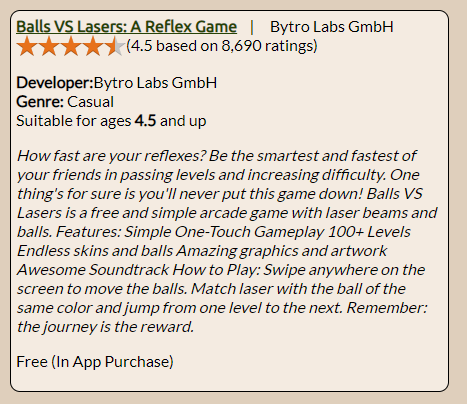 Balls VS Lasers: A Reflex Game | Bytro Labs GmbH
(4.5 based on 8,690 ratings)
Developer:Bytro Labs GmbH
Genre: Casual
Suitable for ages 4.5 and up
How fast are your reflexes? Be the smartest and fastest of
your friends in passing levels and increasing difficulty. One
thing's for sure is you'll never put this game down! Balls VS
Lasers is a free and simple arcade game with laser beams and
balls. Features: Simple One-Touch Gameplay 100+ Levels
Endless skins and balls Amazing graphics and artwork
Awesome Soundtrack How to Play: Swipe anywhere on the
screen to move the balls. Match laser with the ball of the
same color and jump from one level to the next. Remember:
the journey is the reward.
Free (In App Purchase)